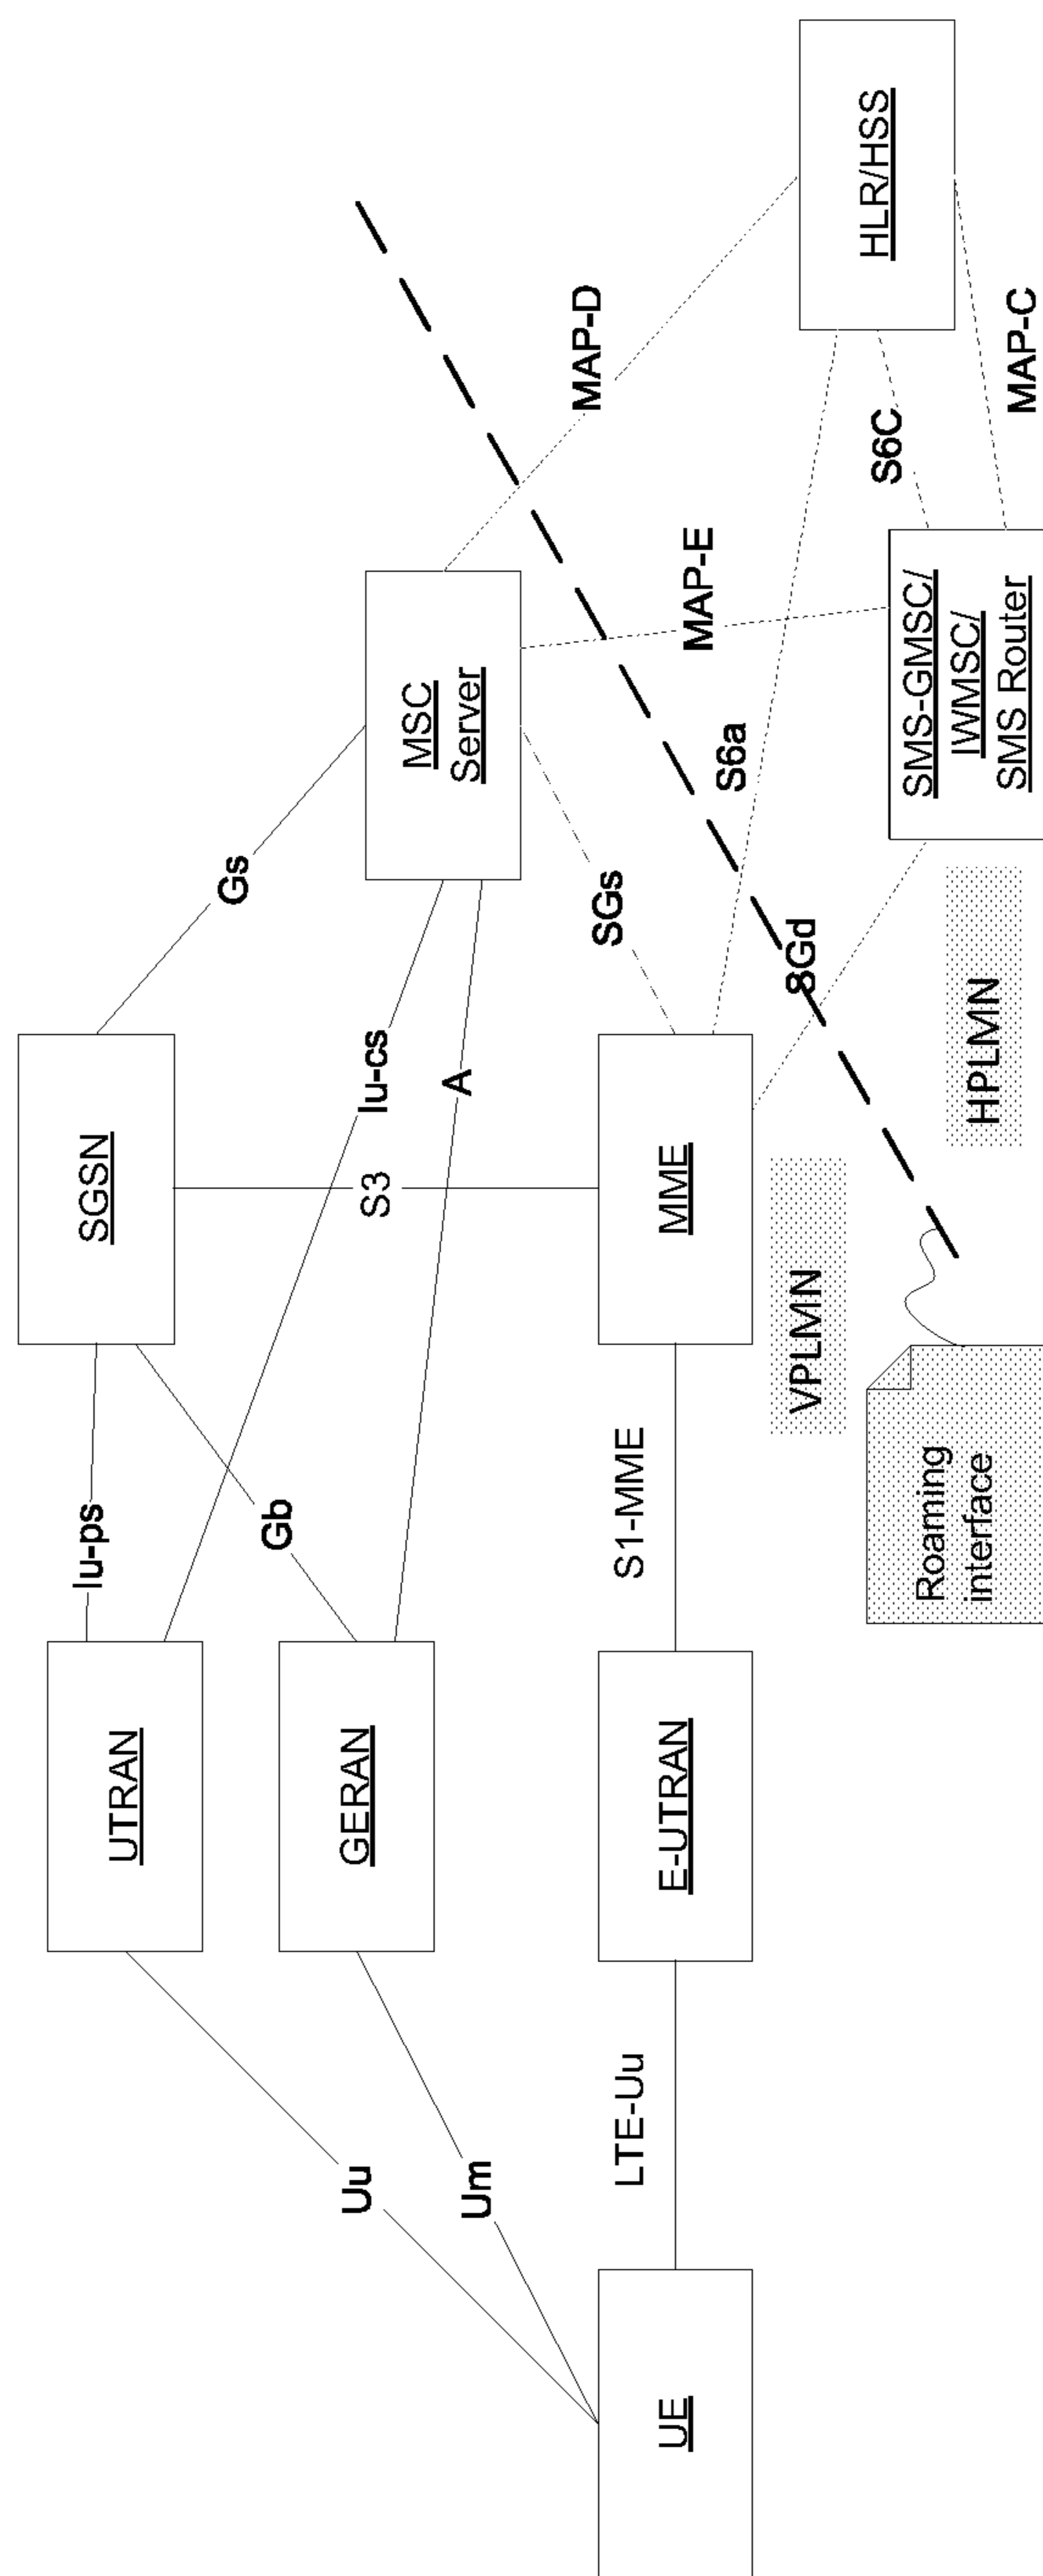 Iu-ps
SGSN
UTRAN
Gs
Gb
Uu
GERAN
Iu-cs
S3
MSC
Server
A
Um
MAP-D
SGs
LTE-Uu
S1-MME
UE
E-UTRAN
MME
MAP-E
S6a
SGd
VPLMN
HLR/HSS
S6C
SMS-GMSC/
IWMSC/
SMS Router
Roaming
interface
HPLMN
MAP-C